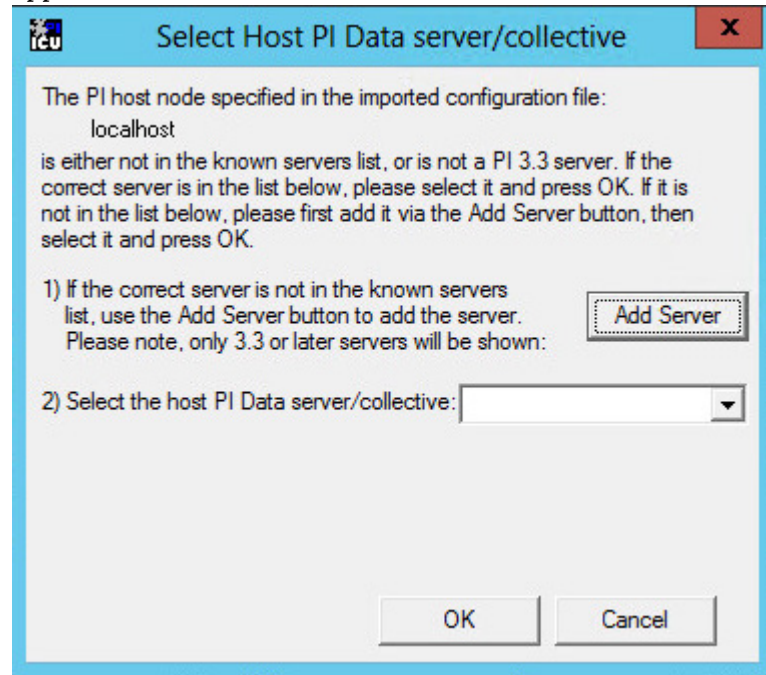 ICU
Select Host PI Data server/collective
x
The PI host node specified in the imported configuration file:
localhost
is either not in the known servers list, or is not a PI 3.3 server. If the
correct server is in the list below, please select it and press OK. If it is
not in the list below, please first add it via the Add Server button, then
select it and press OK.
1) If the correct server is not in the known servers
list, use the Add Server button to add the server.
Please note, only 3.3 or later servers will be shown:
Add Server
2) Select the host PI Data server/collective:
OK
Cancel